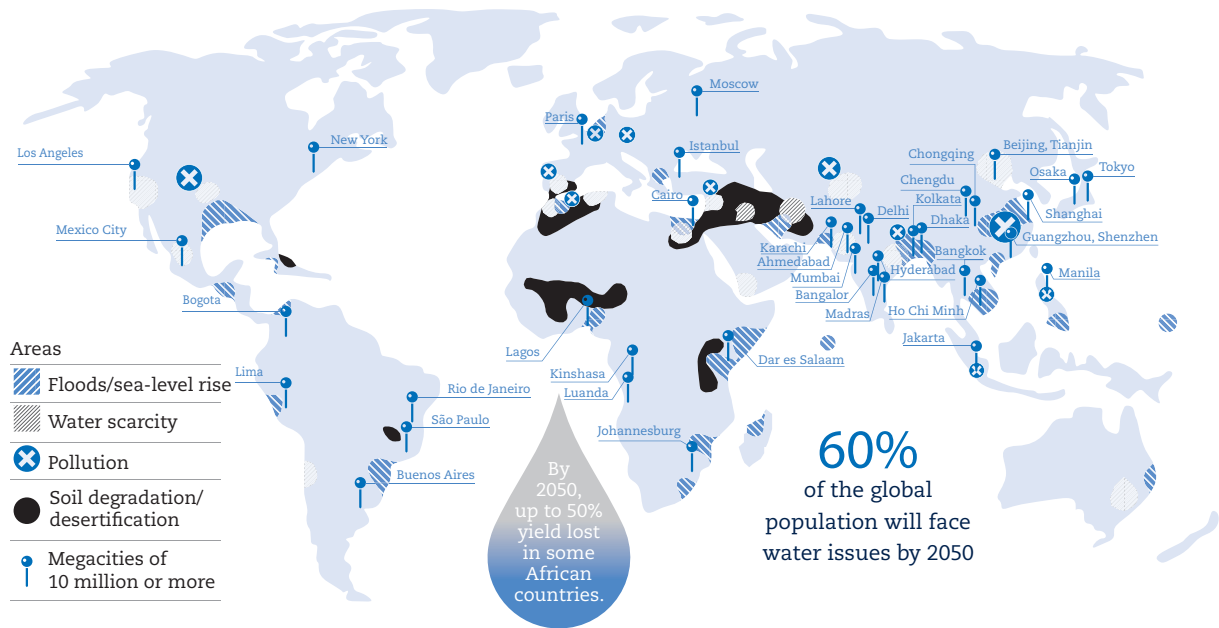 Moscow
Paris
New York
Istanbul
Los Angeles
Beijing, Tianjin
Chongqing
Osaka
Tokyo
Chengdu
Cairo
Lahore
Kolkata
Delhi
Dhaka
Shanghai
Mexico City
Guangzhou, Shenzhen
Karachi
Ahmedabad
Bangkok
Mumbai
Hyderabad
Manila
Bangalor
Madras
Ho Chi Minh
Bogota
Jakarta
Lagos
Dar es Salaam
Kinshasa
Luanda
Lima
Rio de Janeiro
São Paulo
Johannesburg
Buenos Aires
Areas
Floods/sea-level rise
Water scarcity
Pollution
Soil degradation/
desertification
Megacities of
10 million or more
By
2050,
up to 50%
yield lost
in some
African
countries.
60%
of the global
population will face
water issues by 2050